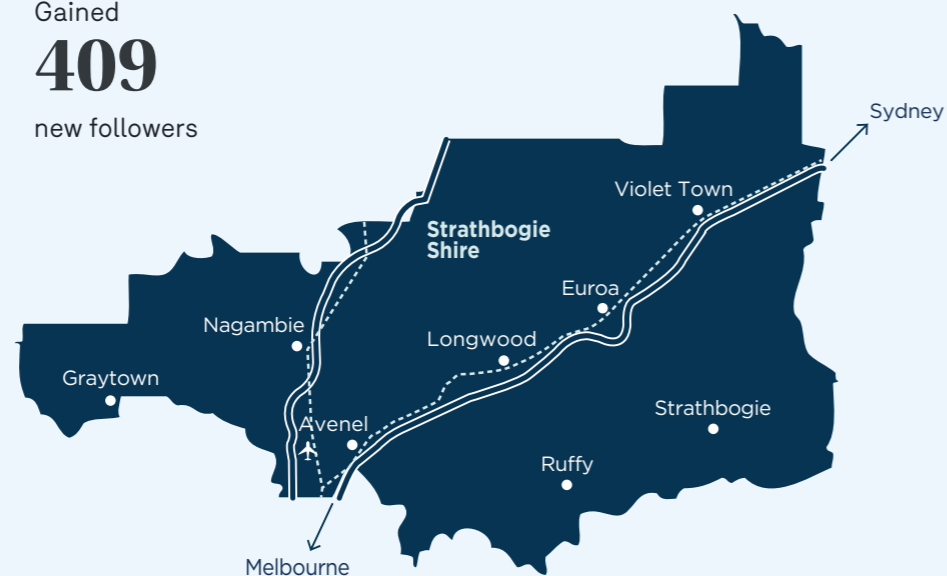 Gained
409
new followers
Sydney
Violet Town
Strathbogie
Shire
Euroa
Nagambie
Longwood
Graytown
Strathbogie
Avenel
Ruffy
Melbourne